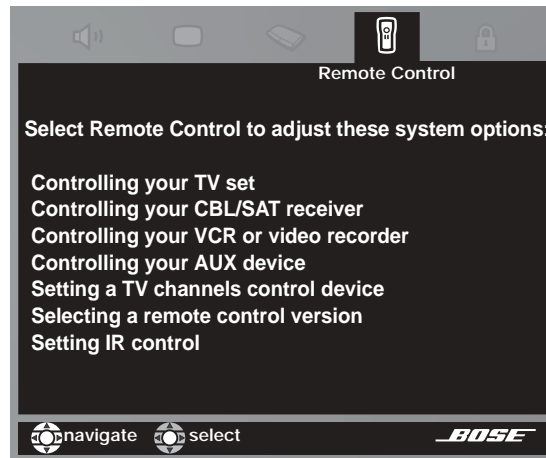 Remote Control
Select Remote Control to adjust these system options:
Controlling your TV set
Controlling your CBL/SAT receiver
Controlling your VCR or video recorder
Controlling your AUX device
Setting a TV channels control device
Selecting a remote control version
Setting IR control
navigate select BOSE